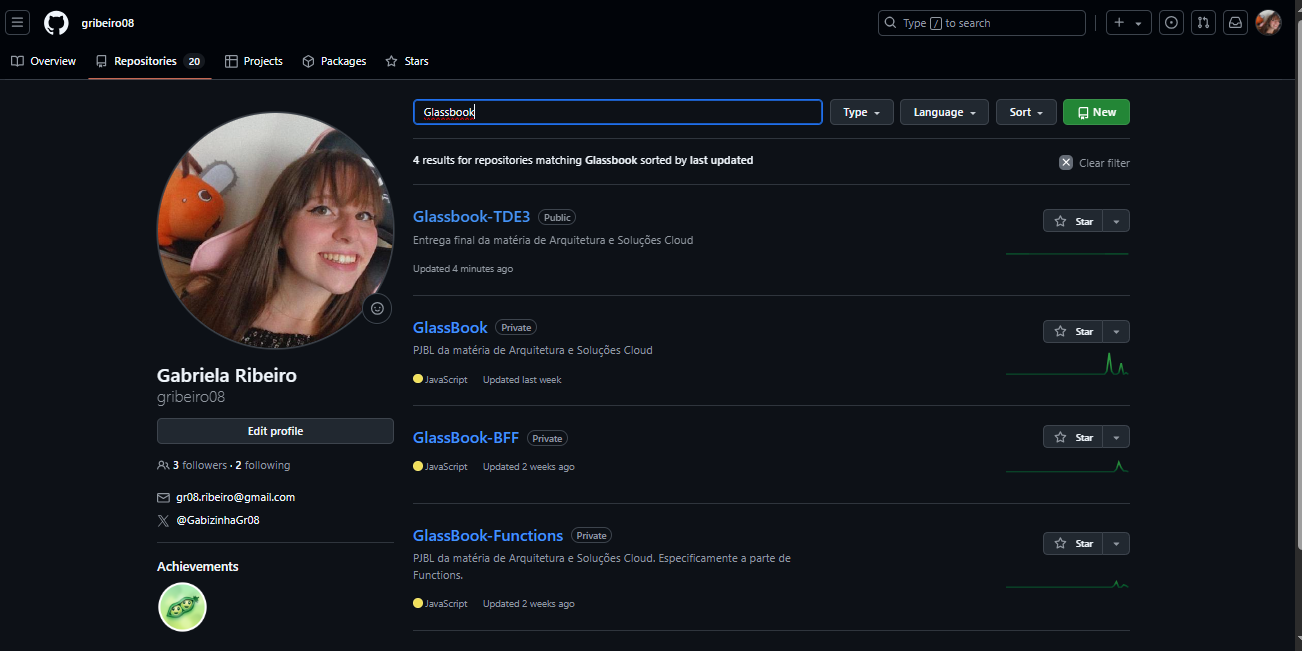 gribeiro08
Type / to search
Overview
Repositories 20
Projects
Packages
Stars
Glassbook
Type
Language
Sort
New
4 results for repositories matching Glassbook sorted by last updated
Clear filter
Glassbook-TDE3 Public
Star
Entrega final da matéria de Arquitetura e Soluções Cloud
Updated 4 minutes ago
GlassBook Private
Star
PJBL da matéria de Arquitetura e Soluções Cloud
JavaScript Updated last week
GlassBook-BFF Private
Star
JavaScript Updated 2 weeks ago
GlassBook-Functions Private
Star
PJBL da matéria de Arquitetura e Soluções Cloud. Especificamente a parte de
Functions.
JavaScript Updated 2 weeks ago
Gabriela Ribeiro
gribeiro08
Edit profile
3 followers · 2 following
gr08.ribeiro@gmail.com
@GabizinhaGr08
Achievements